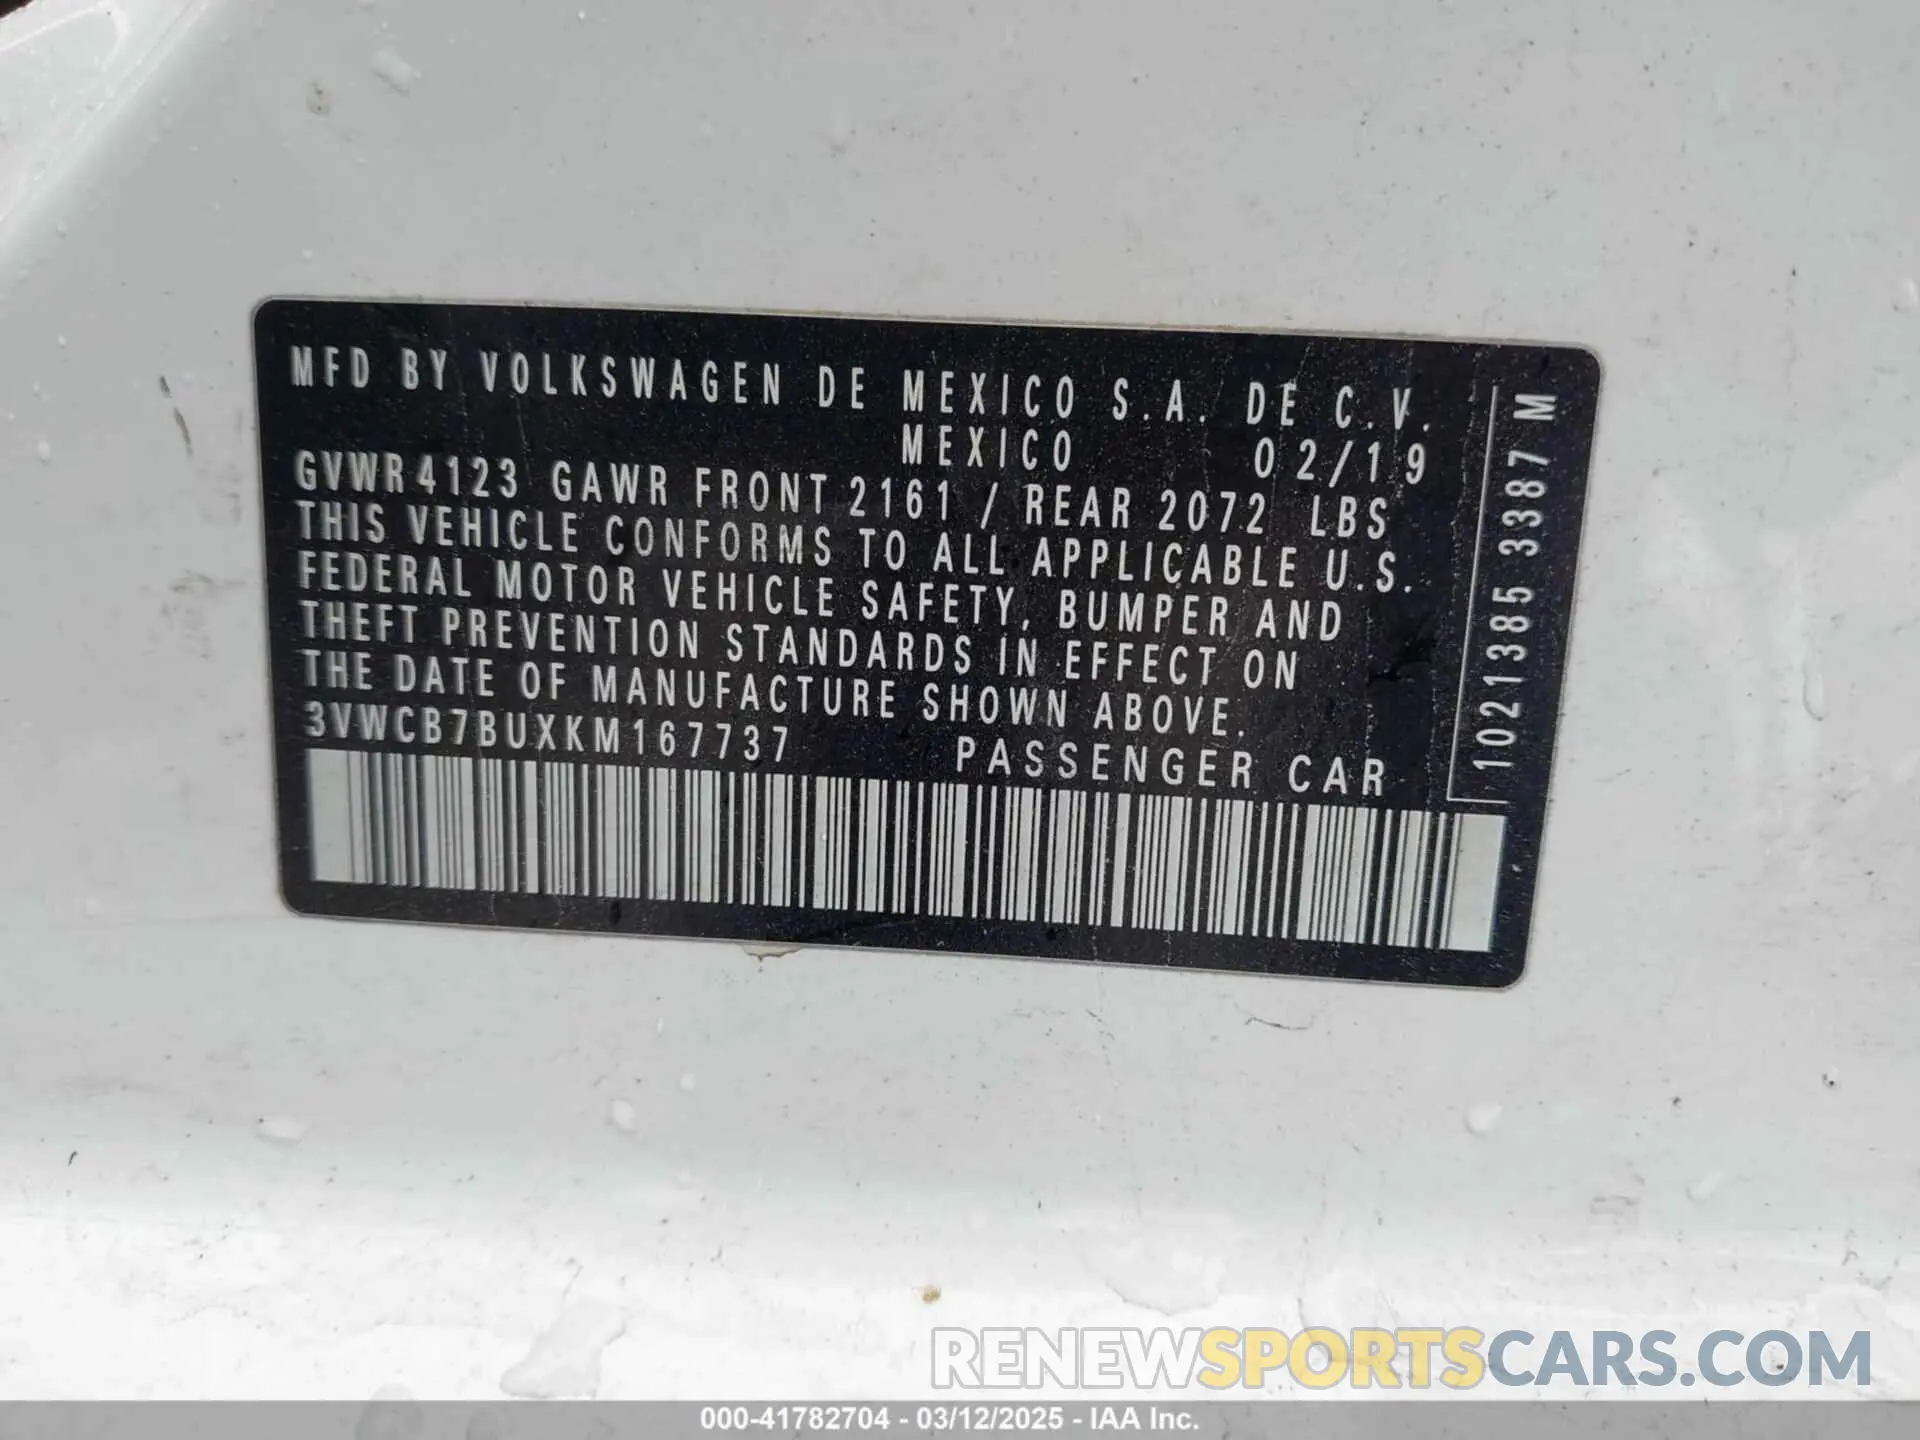 MFD BY VOLKSWAGEN DE MEXICO S.A. DE C.V.
MEXICO 02/19
GVWR 4123 GAWR FRONT 2161 / REAR 2072 LBS
THIS VEHICLE CONFORMS TO ALL APPLICABLE U.S.
FEDERAL MOTOR VEHICLE SAFETY, BUMPER AND
THEFT PREVENTION STANDARDS IN EFFECT ON
THE DATE OF MANUFACTURE SHOWN ABOVE.
3VWCB7BUXKM167737 PASSENGER CAR
1021385 3387 M
RENEWSPORTSCARS.COM
000-41782704 - 03/12/2025 - IAA Inc.